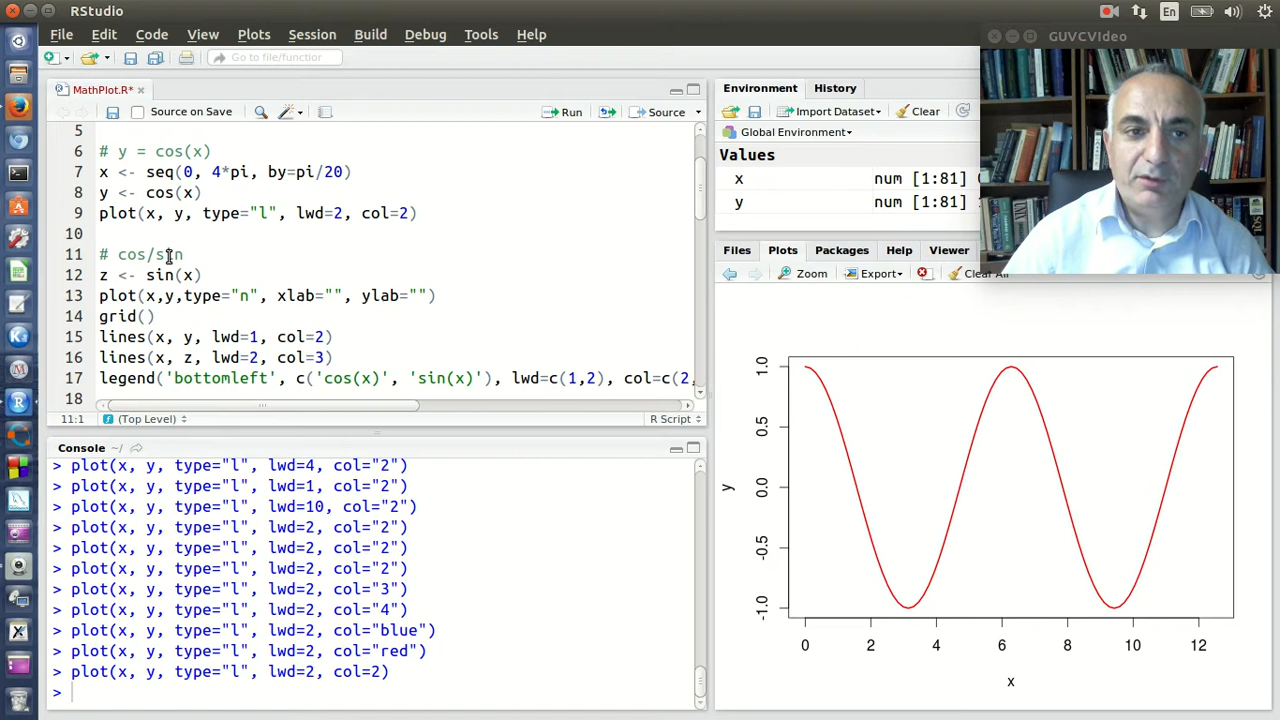 RStudio
En
File Edit Code View Plots Session Build Debug Tools Help
GUVCVIdeo
Go to file/function
MathPlot.R*
Environment History
Source on Save Run Source
Import Dataset Clear
Global Environment
Values
x num [1:81]
y num [1:81]
5
6 # y = cos(x)
7 x <- seq(0, 4*pi, by=pi/20)
8 y <- cos(x)
9 plot(x, y, type="l", lwd=2, col=2)
10
11 # cos/sin
12 z <- sin(x)
13 plot(x,y,type="n", xlab="", ylab="")
14 grid()
15 lines(x, y, lwd=1, col=2)
16 lines(x, z, lwd=2, col=3)
17 legend('bottomleft', c('cos(x)', 'sin(x)'), lwd=c(1,2), col=c(2,
18
11:1 (Top Level) R Script
Files Plots Packages Help Viewer
Zoom Export Clear All
Console ~/
> plot(x, y, type="l", lwd=4, col="2")
> plot(x, y, type="l", lwd=1, col="2")
> plot(x, y, type="l", lwd=10, col="2")
> plot(x, y, type="l", lwd=2, col="2")
> plot(x, y, type="l", lwd=2, col="2")
> plot(x, y, type="l", lwd=2, col="2")
> plot(x, y, type="l", lwd=2, col="3")
> plot(x, y, type="l", lwd=2, col="4")
> plot(x, y, type="l", lwd=2, col="blue")
> plot(x, y, type="l", lwd=2, col="red")
> plot(x, y, type="l", lwd=2, col=2)
>
1.0
0.5
0.0
-0.5
-1.0
y
0 2 4 6 8 10 12
x